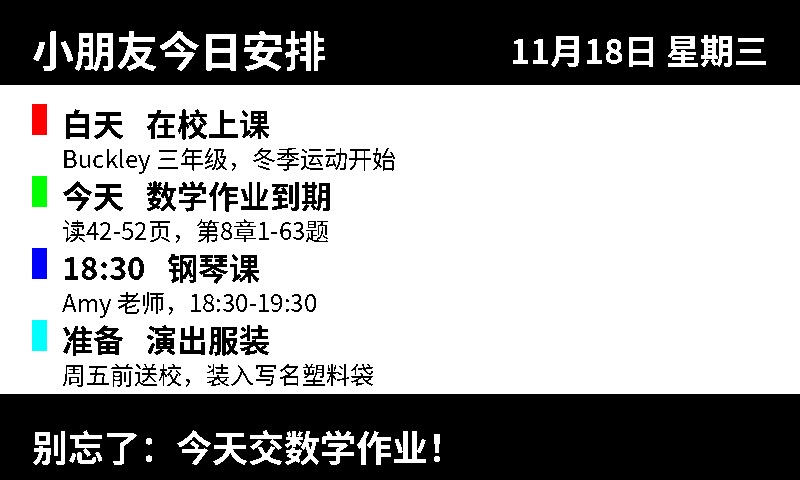 小朋友今日安排
11月18日 星期三
白天 在校上课
Buckley 三年级，冬季运动开始
今天 数学作业到期
读42-52页，第8章1-63题
18:30 钢琴课
Amy 老师，18:30-19:30
准备 演出服装
周五前送校，装入写名塑料袋
别忘了：今天交数学作业！